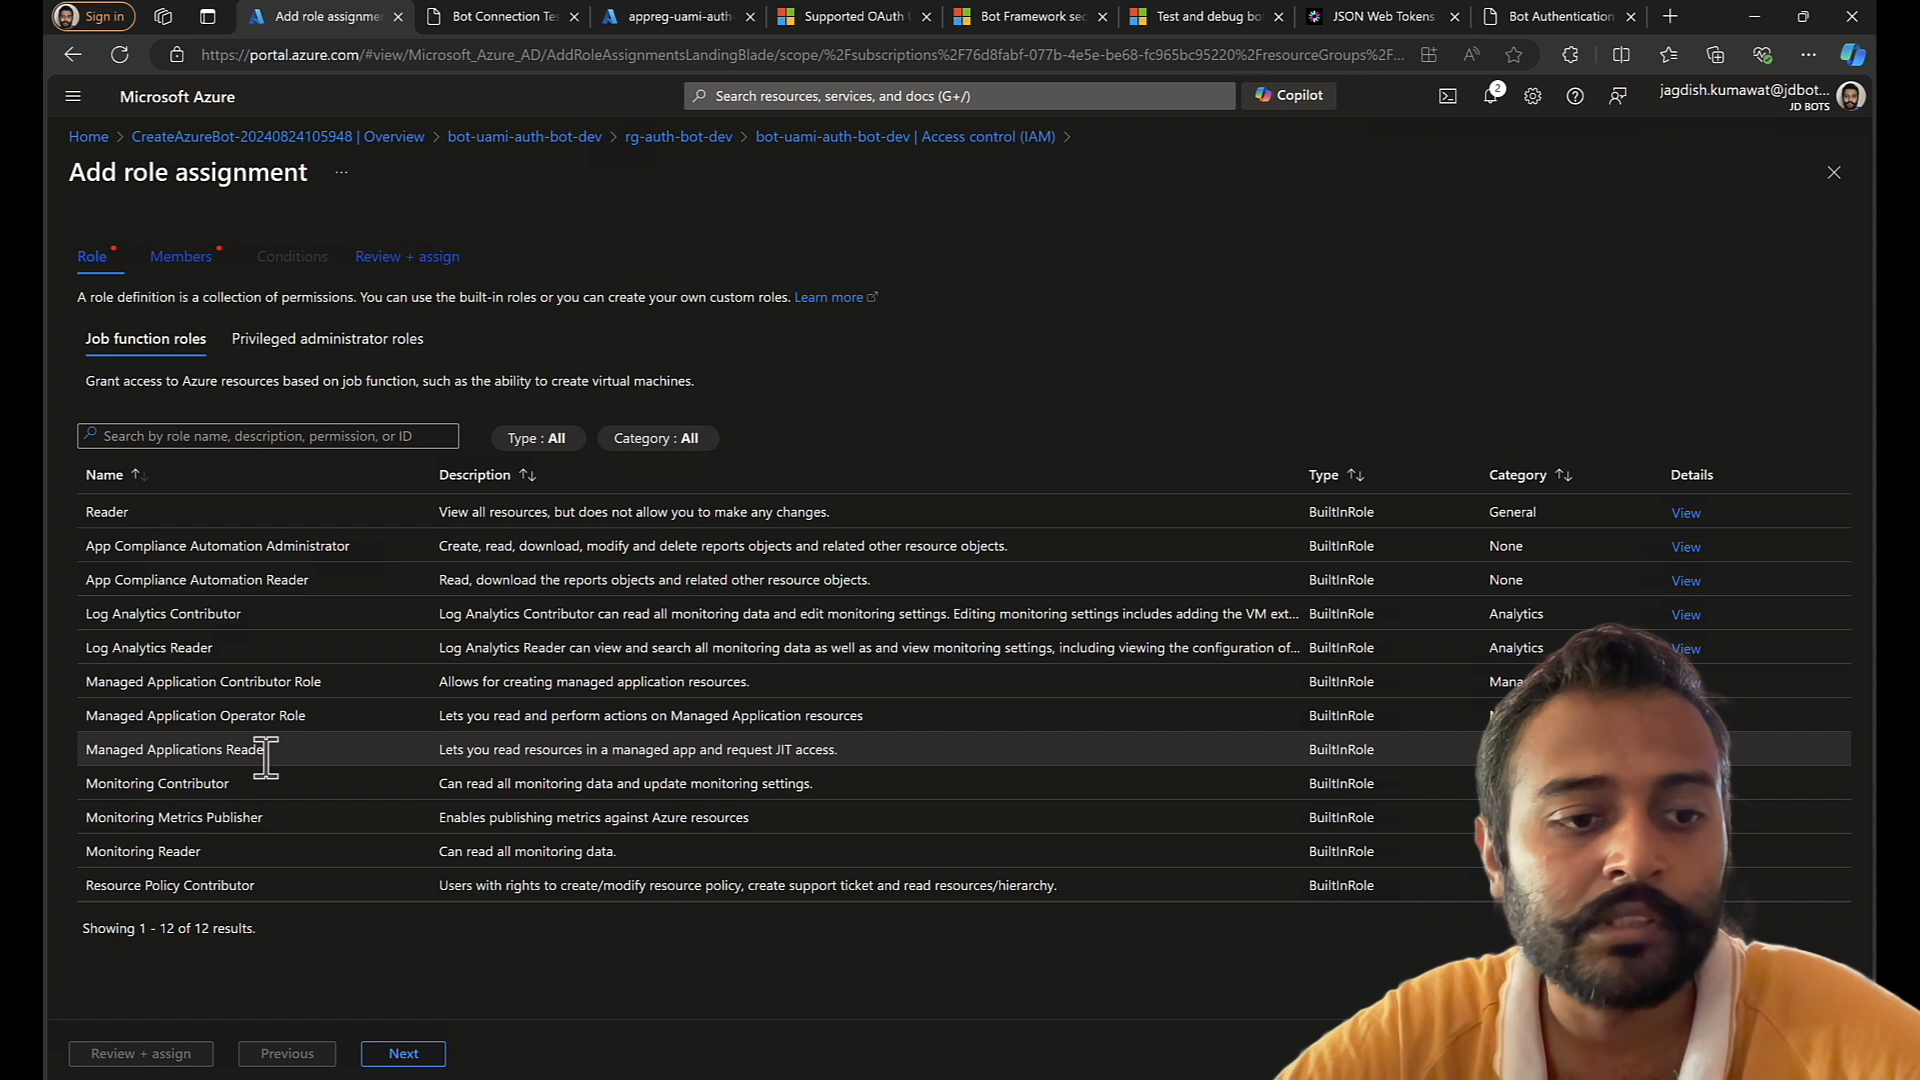 Sign in
Add role assignmen
Bot Connection Te
appreg-uami-auth-
Supported OAuth
Bot Framework sec
Test and debug bo
JSON Web Tokens
Bot Authentication
https://portal.azure.com/#view/Microsoft_Azure_AD/AddRoleAssignmentsLandingBlade/scope/%2Fsubscriptions%2F76d8fabf-077b-4e5e-be68-fc965bc95220%2FresourceGroups%2F...
Microsoft Azure
Search resources, services, and docs (G+/)
Copilot
2
jagdish.kumawat@jdbot...
JD BOTS
Home > CreateAzureBot-20240824105948 | Overview > bot-uami-auth-bot-dev > rg-auth-bot-dev > bot-uami-auth-bot-dev | Access control (IAM) >
Add role assignment ...
Role Members Conditions Review + assign
A role definition is a collection of permissions. You can use the built-in roles or you can create your own custom roles. Learn more
Job function roles Privileged administrator roles
Grant access to Azure resources based on job function, such as the ability to create virtual machines.
Search by role name, description, permission, or ID
Type : All
Category : All
Name Description Type Category Details
Reader View all resources, but does not allow you to make any changes. BuiltInRole General View
App Compliance Automation Administrator Create, read, download, modify and delete reports objects and related other resource objects. BuiltInRole None View
App Compliance Automation Reader Read, download the reports objects and related other resource objects. BuiltInRole None View
Log Analytics Contributor Log Analytics Contributor can read all monitoring data and edit monitoring settings. Editing monitoring settings includes adding the VM ext... BuiltInRole Analytics View
Log Analytics Reader Log Analytics Reader can view and search all monitoring data as well as and view monitoring settings, including viewing the configuration of... BuiltInRole Analytics View
Managed Application Contributor Role Allows for creating managed application resources. BuiltInRole Mana
Managed Application Operator Role Lets you read and perform actions on Managed Application resources BuiltInRole
Managed Applications Reade Lets you read resources in a managed app and request JIT access. BuiltInRole
Monitoring Contributor Can read all monitoring data and update monitoring settings. BuiltInRole
Monitoring Metrics Publisher Enables publishing metrics against Azure resources BuiltInRole
Monitoring Reader Can read all monitoring data. BuiltInRole
Resource Policy Contributor Users with rights to create/modify resource policy, create support ticket and read resources/hierarchy. BuiltInRole
Showing 1 - 12 of 12 results.
Review + assign
Previous
Next